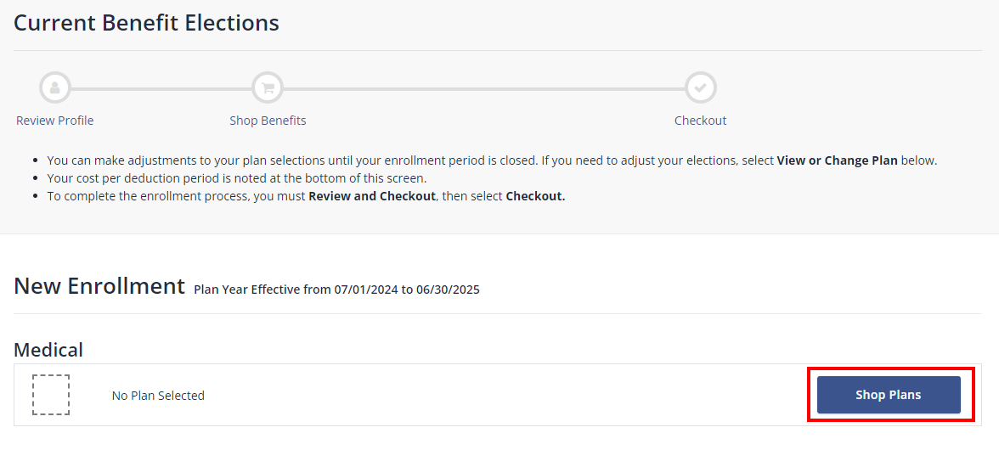 Current Benefit Elections
Review Profile
Shop Benefits
Checkout
You can make adjustments to your plan selections until your enrollment period is closed. If you need to adjust your elections, select View or Change Plan below.
Your cost per deduction period is noted at the bottom of this screen.
To complete the enrollment process, you must Review and Checkout, then select Checkout.
New Enrollment Plan Year Effective from 07/01/2024 to 06/30/2025
Medical
No Plan Selected
Shop Plans